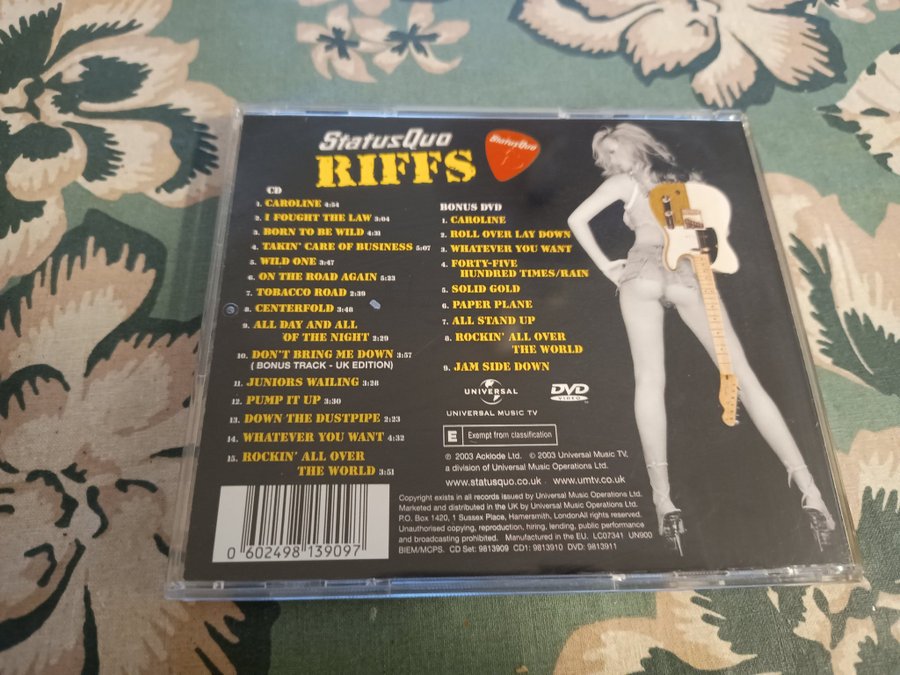 StatusQuo
RIFFS
StatusQuo
CD
1. CAROLINE 4:34
2. I FOUGHT THE LAW 3:04
3. BORN TO BE WILD 4:31
4. TAKIN' CARE OF BUSINESS 5:07
5. WILD ONE 3:47
6. ON THE ROAD AGAIN 5:23
7. TOBACCO ROAD 2:39
8. CENTERFOLD 3:48
9. ALL DAY AND ALL
OF THE NIGHT 2:29
10. DON'T BRING ME DOWN 3:57
( BONUS TRACK - UK EDITION)
11. JUNIORS WAILING 3:28
12. PUMP IT UP 3:30
13. DOWN THE DUSTPIPE 2:23
14. WHATEVER YOU WANT 4:32
15. ROCKIN' ALL OVER
THE WORLD 3:51
BONUS DVD
1. CAROLINE
2. ROLL OVER LAY DOWN
3. WHATEVER YOU WANT
4. FORTY-FIVE
HUNDRED TIMES/RAIN
5. SOLID GOLD
6. PAPER PLANE
7. ALL STAND UP
8. ROCKIN' ALL OVER
THE WORLD
9. JAM SIDE DOWN
UNIVERSAL
DVD
VIDEO
UNIVERSAL MUSIC TV
E Exempt from classification
℗ 2003 Acklode Ltd. © 2003 Universal Music TV,
a division of Universal Music Operations Ltd.
www.statusquo.co.uk . www.umtv.co.uk
Copyright exists in all records issued by Universal Music Operations Ltd.
Marketed and distributed in the UK by Universal Music Operations Ltd.
P.O. Box 1420, 1 Sussex Place, Hamersmith, LondonAll rights reserved.
Unauthorised copying, reproduction, hiring, lending, public performance
and broadcasting prohibited. Manufactured in the EU. LC07341 UN900
BIEM/MCPS. CD Set: 9813909 CD1: 9813910 DVD: 9813911
0 602498 139097